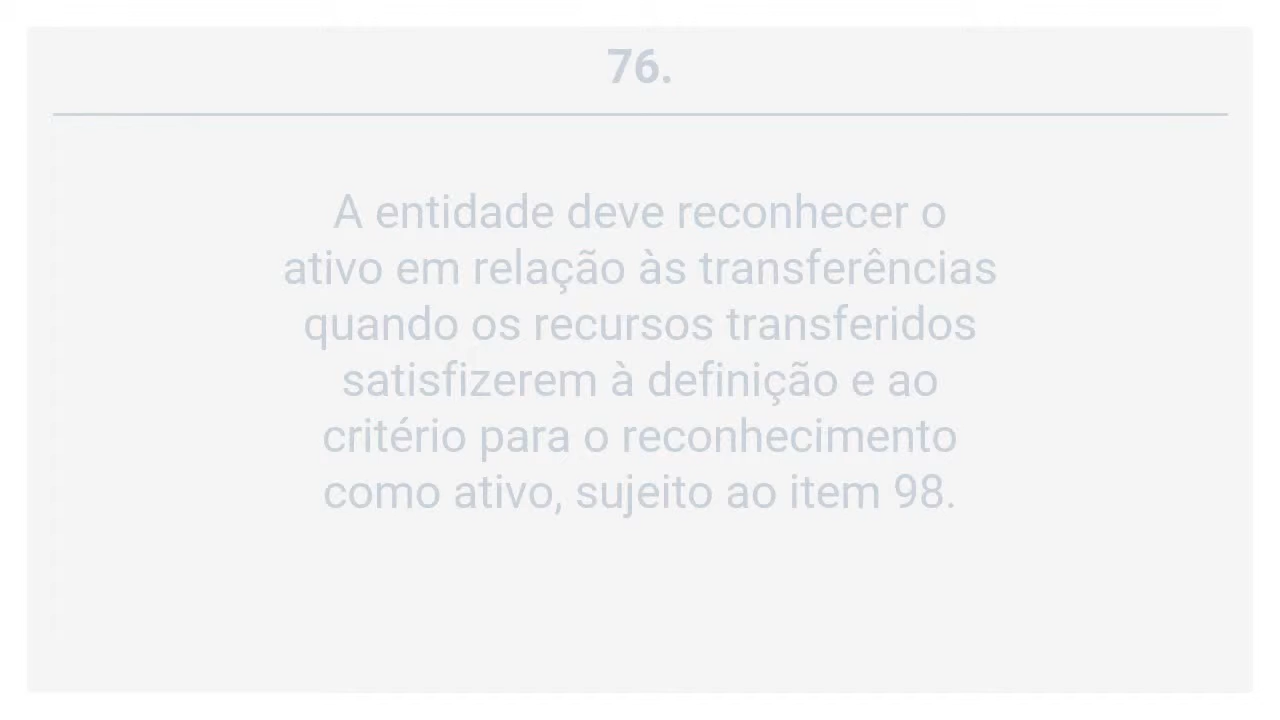 76.
A entidade deve reconhecer o
ativo em relação às transferências
quando os recursos transferidos
satisfizerem à definição e ao
critério para o reconhecimento
como ativo, sujeito ao item 98.